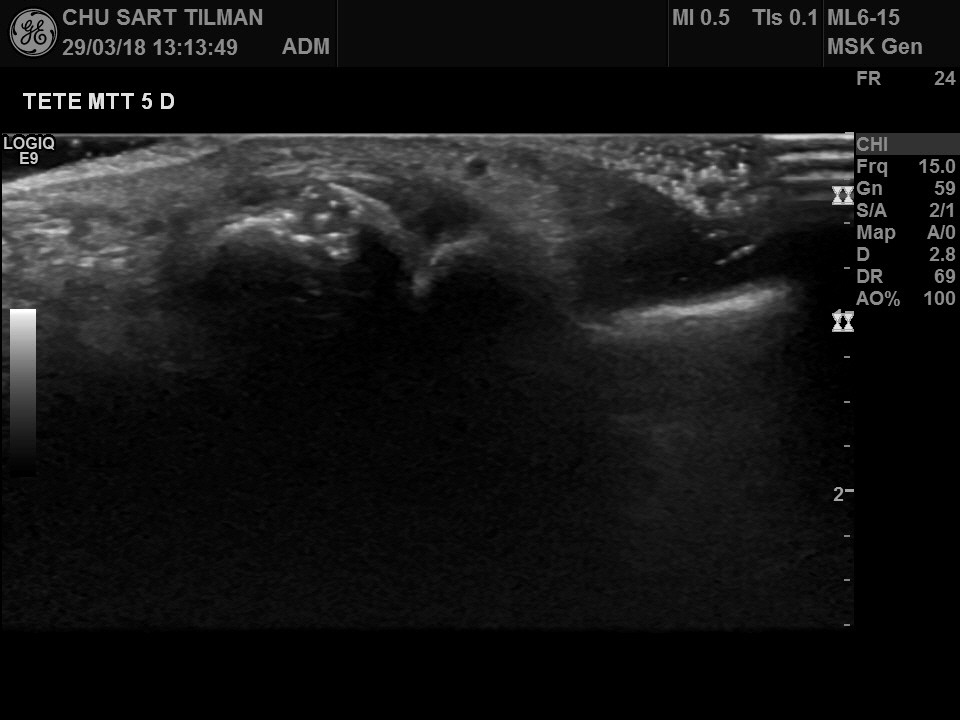 GE
CHU SART TILMAN
29/03/18 13:13:49 ADM
MI 0.5 TIs 0.1
ML6-15
MSK Gen
FR 24
TETE MTT 5 D
LOGIQ
E9
CHI
Frq 15.0
Gn 59
S/A 2/1
Map A/0
D 2.8
DR 69
AO% 100
2